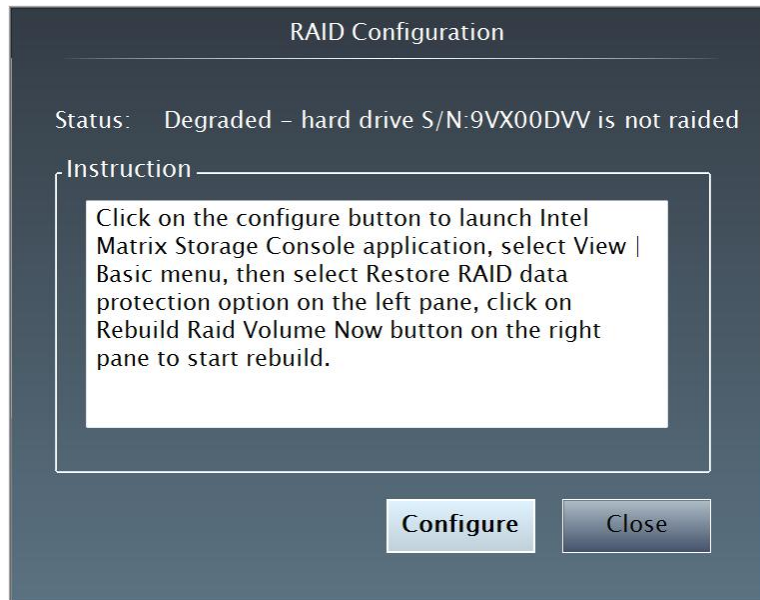 RAID Configuration
Status: Degraded – hard drive S/N:9VX00DVV is not raided
Instruction
Click on the configure button to launch Intel
Matrix Storage Console application, select View |
Basic menu, then select Restore RAID data
protection option on the left pane, click on
Rebuild Raid Volume Now button on the right
pane to start rebuild.
Configure Close